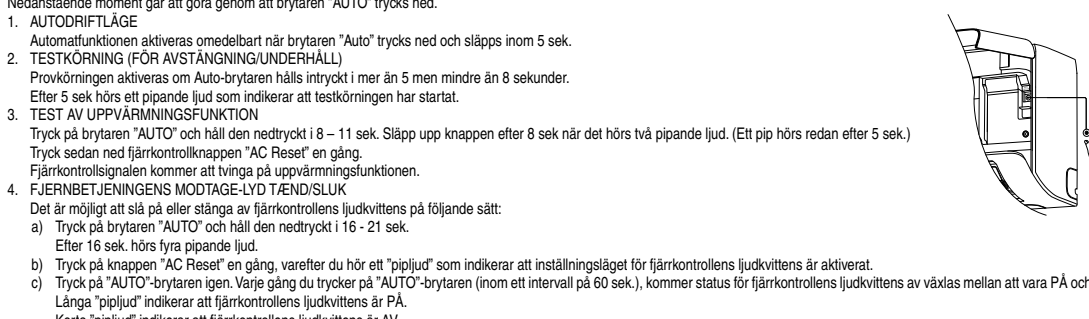 Nedanstående moment går att göra genom att brytaren "AUTO" trycks ned.
1. AUTODRIFTLÄGE
Automatfunktionen aktiveras omedelbart när brytaren "Auto" trycks ned och släpps inom 5 sek.
2. TESTKÖRNING (FÖR AVSTÄNGNING/UNDERHÅLL)
Provkörningen aktiveras om Auto-brytaren hålls intryckt i mer än 5 men mindre än 8 sekunder.
Efter 5 sek hörs ett pipande ljud som indikerar att testkörningen har startat.
3. TEST AV UPPVÄRMNINGSFUNKTION
Tryck på brytaren "AUTO" och håll den nedtryckt i 8 – 11 sek. Släpp upp knappen efter 8 sek när det hörs två pipande ljud. (Ett pip hörs redan efter 5 sek.)
Tryck sedan ned fjärrkontrollknappen "AC Reset" en gång.
Fjärrkontrollsignalen kommer att tvinga på uppvärmningsfunktionen.
4. FJERNBETJENINGENS MODTAGE-LYD TÆND/SLUK
Det är möjligt att slå på eller stänga av fjärrkontrollens ljudkvittens på följande sätt:
a) Tryck på brytaren "AUTO" och håll den nedtryckt i 16 - 21 sek.
Efter 16 sek. hörs fyra pipande ljud.
b) Tryck på knappen "AC Reset" en gång, varefter du hör ett "pipljud" som indikerar att inställningsläget för fjärrkontrollens ljudkvittens är aktiverat.
c) Tryck på "AUTO"-brytaren igen. Varje gång du trycker på "AUTO"-brytaren (inom ett intervall på 60 sek.), kommer status för fjärrkontrollens ljudkvittens av växlas mellan att vara PÅ och
Långa "pipljud" indikerar att fjärrkontrollens ljudkvittens är PÅ.
Korta "pipljud" indikerar att fjärrkontrollens ljudkvittens är AV.